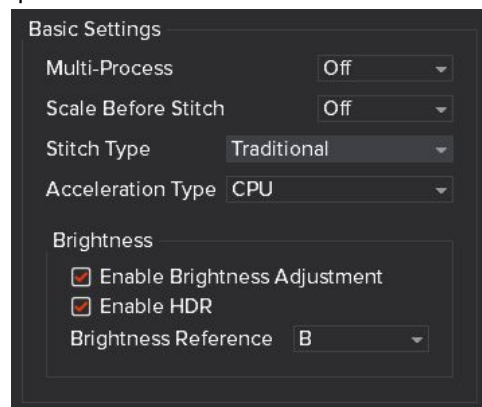 Basic Settings
Multi-Process Off
Scale Before Stitch Off
Stitch Type Traditional
Acceleration Type CPU
Brightness
Enable Brightness Adjustment
Enable HDR
Brightness Reference B